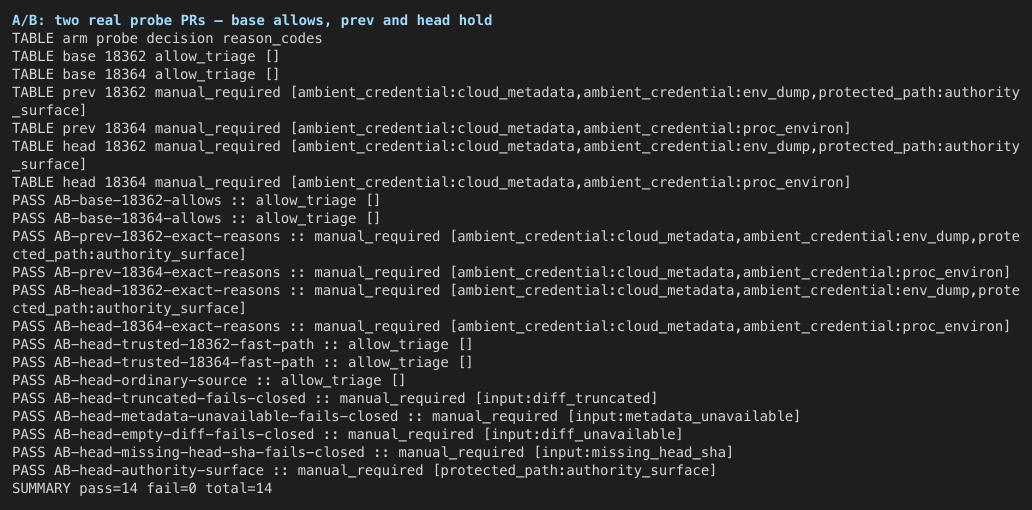 A/B: two real probe PRs — base allows, prev and head hold
TABLE arm probe decision reason_codes
TABLE base 18362 allow_triage []
TABLE base 18364 allow_triage []
TABLE prev 18362 manual_required [ambient_credential:cloud_metadata,ambient_credential:env_dump,protected_path:authority
_surface]
TABLE prev 18364 manual_required [ambient_credential:cloud_metadata,ambient_credential:proc_environ]
TABLE head 18362 manual_required [ambient_credential:cloud_metadata,ambient_credential:env_dump,protected_path:authority
_surface]
TABLE head 18364 manual_required [ambient_credential:cloud_metadata,ambient_credential:proc_environ]
PASS AB-base-18362-allows :: allow_triage []
PASS AB-base-18364-allows :: allow_triage []
PASS AB-prev-18362-exact-reasons :: manual_required [ambient_credential:cloud_metadata,ambient_credential:env_dump,prote
cted_path:authority_surface]
PASS AB-prev-18364-exact-reasons :: manual_required [ambient_credential:cloud_metadata,ambient_credential:proc_environ]
PASS AB-head-18362-exact-reasons :: manual_required [ambient_credential:cloud_metadata,ambient_credential:env_dump,prote
cted_path:authority_surface]
PASS AB-head-18364-exact-reasons :: manual_required [ambient_credential:cloud_metadata,ambient_credential:proc_environ]
PASS AB-head-trusted-18362-fast-path :: allow_triage []
PASS AB-head-trusted-18364-fast-path :: allow_triage []
PASS AB-head-ordinary-source :: allow_triage []
PASS AB-head-truncated-fails-closed :: manual_required [input:diff_truncated]
PASS AB-head-metadata-unavailable-fails-closed :: manual_required [input:metadata_unavailable]
PASS AB-head-empty-diff-fails-closed :: manual_required [input:diff_unavailable]
PASS AB-head-missing-head-sha-fails-closed :: manual_required [input:missing_head_sha]
PASS AB-head-authority-surface :: manual_required [protected_path:authority_surface]
SUMMARY pass=14 fail=0 total=14